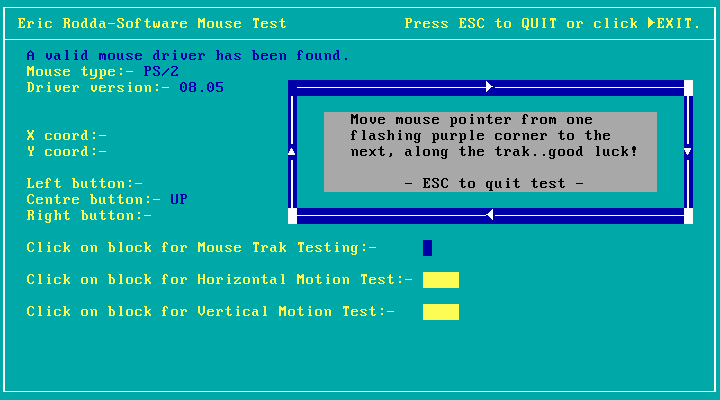 Eric Rodda-Software Mouse Test Press ESC to QUIT or click ►EXIT.
A valid mouse driver has been found.
Mouse type:- PS/2
Driver version:- 08.05
Move mouse pointer from one
X coord:-
flashing purple corner to the
Y coord:-
next, along the trak..good luck!
Left button:-
- ESC to quit test -
Centre button:- UP
Right button:-
Click on block for Mouse Trak Testing:-
Click on block for Horizontal Motion Test:-
Click on block for Vertical Motion Test:-